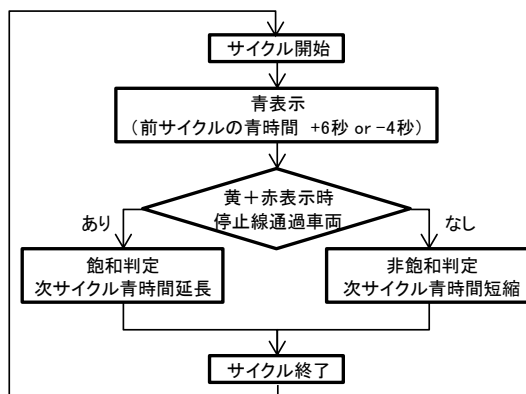 サイクル開始
青表示
（前サイクルの青時間 +6秒 or -4秒）
黄＋赤表示時
停止線通過車両
あり
なし
飽和判定
次サイクル青時間延長
非飽和判定
次サイクル青時間短縮
サイクル終了